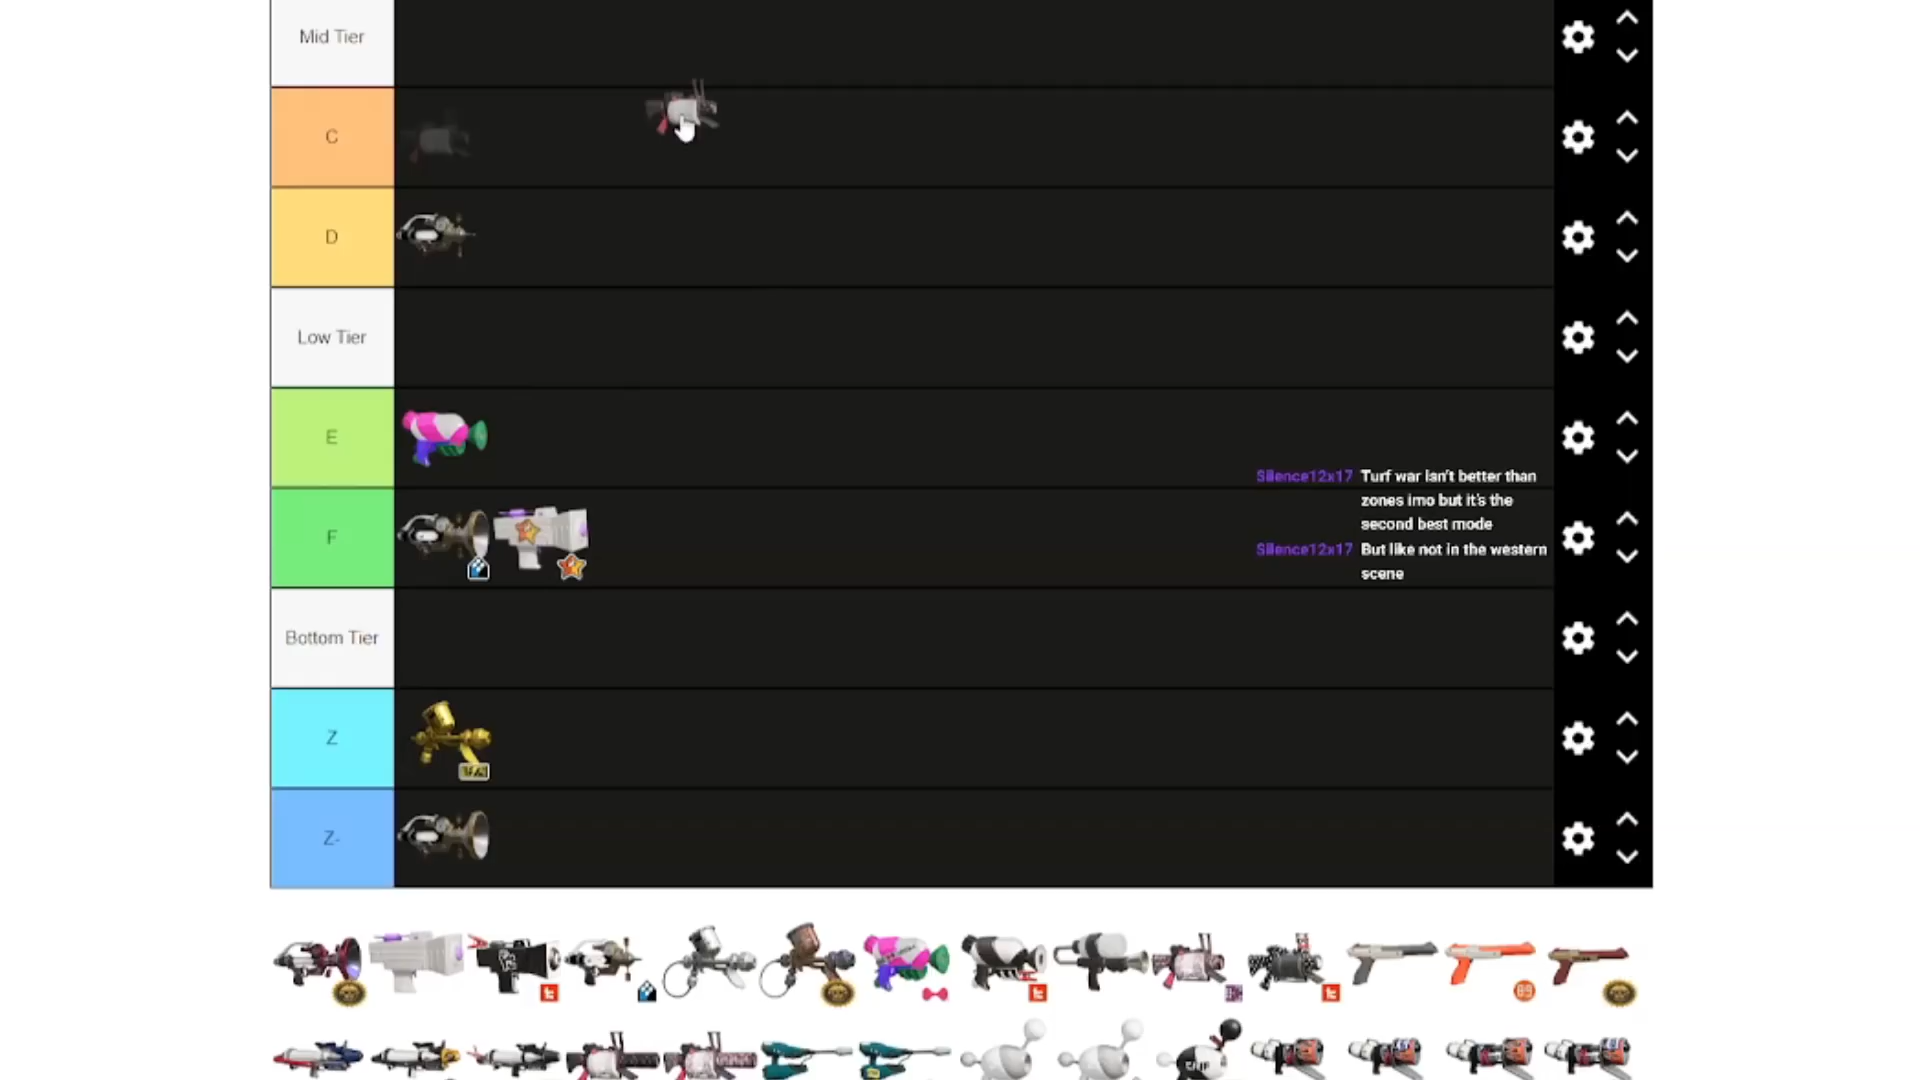 Mid Tier
C
D
Low Tier
E
Silence12x17 Turf war isn't better than
zones imo but it's the
second best mode
F
Silence12x17 But like not in the western
scene
Bottom Tier
Z
Z-